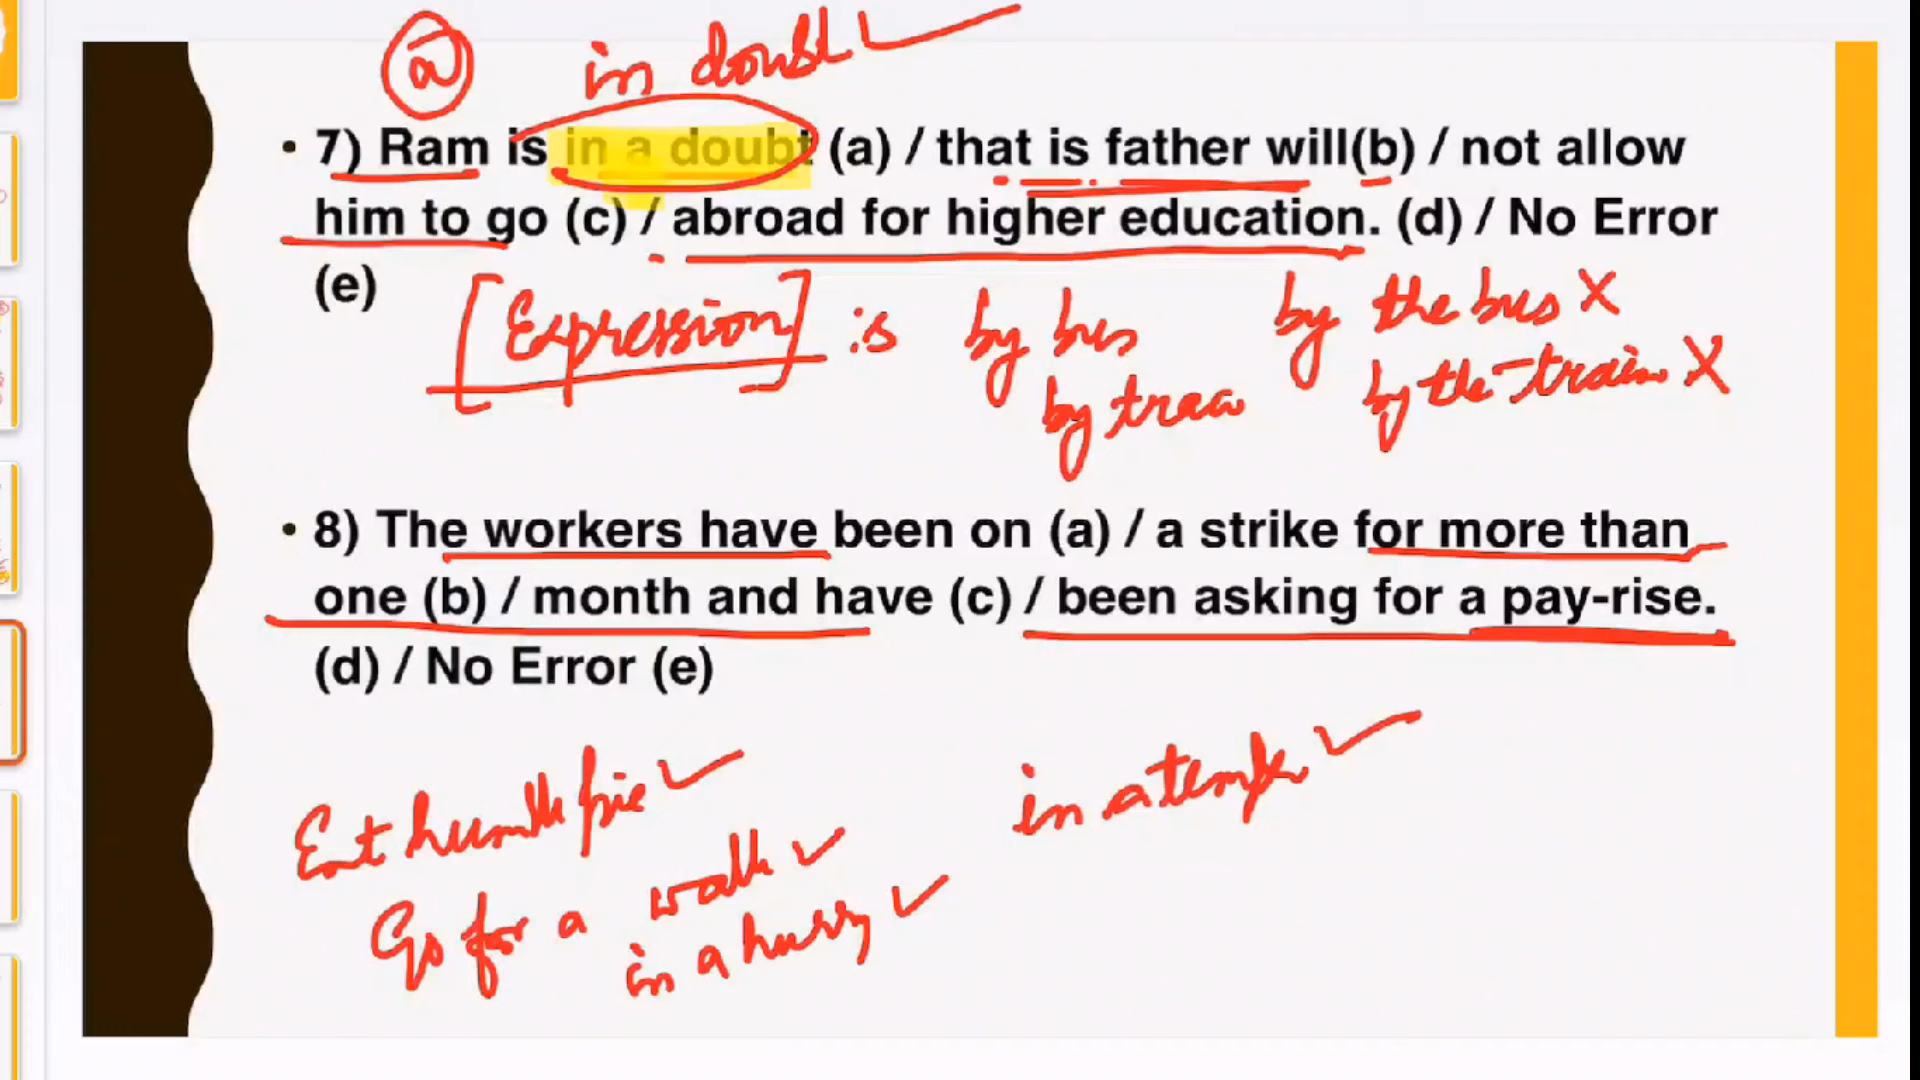 a in doubt
• 7) Ram is in a doubt (a) / that is father will(b) / not allow
him to go (c) / abroad for higher education. (d) / No Error
(e)
[Expression] is by bus by the bus X
by the train X
• 8) The workers have been on (a) / a strike for more than
one (b) / month and have (c) / been asking for a pay-rise.
(d) / No Error (e)
Eat humble pie in a temper
Go for a walk
in a hurry